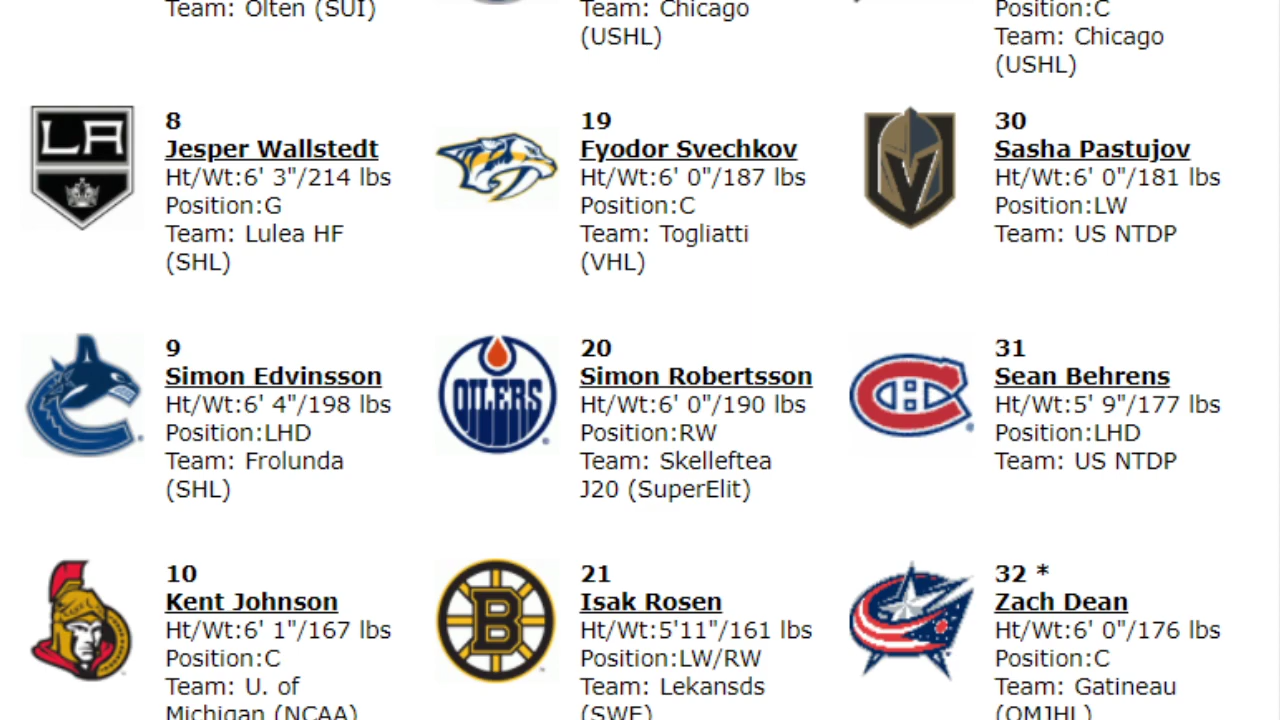 Team: Olten (SUI)
Team: Chicago
(USHL)
Position:C
Team: Chicago
(USHL)
LA
8
Jesper Wallstedt
Ht/Wt:6' 3"/214 lbs
Position:G
Team: Lulea HF
(SHL)
19
Fyodor Svechkov
Ht/Wt:6' 0"/187 lbs
Position:C
Team: Togliatti
(VHL)
30
Sasha Pastujov
Ht/Wt:6' 0"/181 lbs
Position:LW
Team: US NTDP
9
Simon Edvinsson
Ht/Wt:6' 4"/198 lbs
Position:LHD
Team: Frolunda
(SHL)
OILERS
20
Simon Robertsson
Ht/Wt:6' 0"/190 lbs
Position:RW
Team: Skelleftea
J20 (SuperElit)
CH
31
Sean Behrens
Ht/Wt:5' 9"/177 lbs
Position:LHD
Team: US NTDP
10
Kent Johnson
Ht/Wt:6' 1"/167 lbs
Position:C
Team: U. of
Michigan (NCAA)
B
21
Isak Rosen
Ht/Wt:5'11"/161 lbs
Position:LW/RW
Team: Lekansds
(SWE)
32 *
Zach Dean
Ht/Wt:6' 0"/176 lbs
Position:C
Team: Gatineau
(QMJHL)